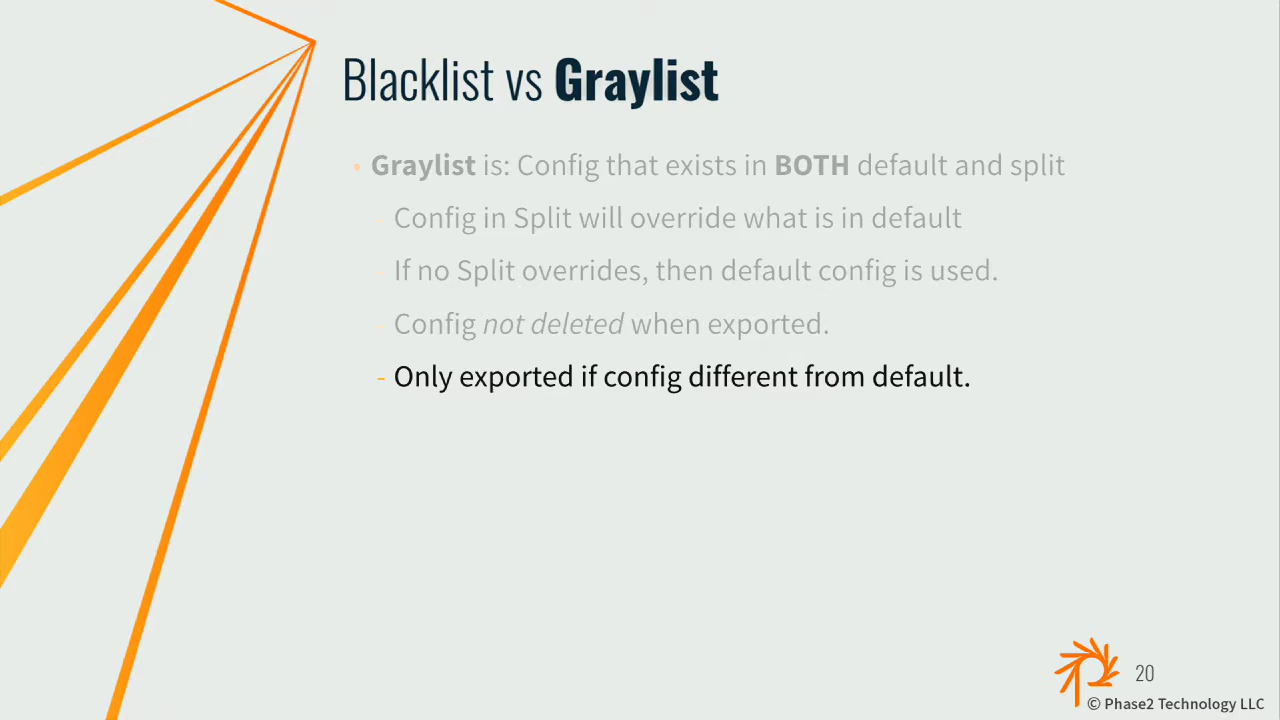 Blacklist vs Graylist
• Graylist is: Config that exists in BOTH default and split
- Config in Split will override what is in default
- If no Split overrides, then default config is used.
- Config not deleted when exported.
- Only exported if config different from default.
20
© Phase2 Technology LLC